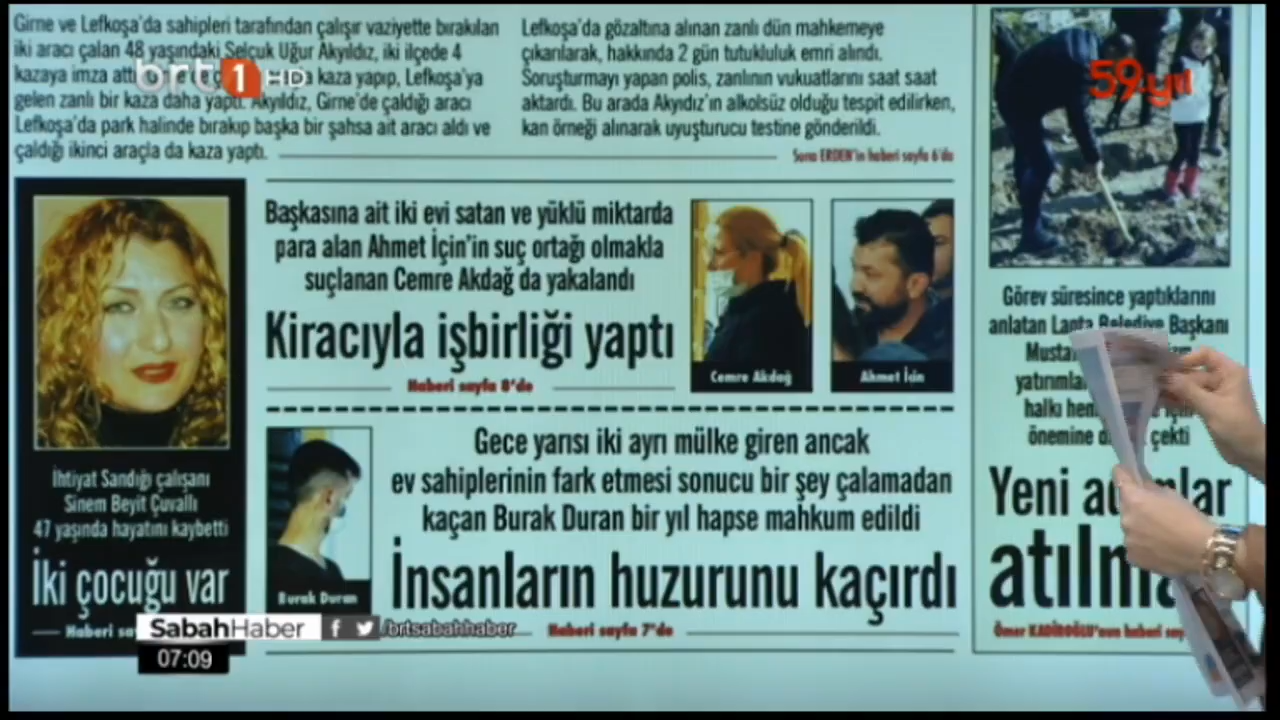 Girne ve Lefkoşa'da sahipleri tarafından çalışır vaziyette bırakılan
iki aracı çalan 48 yaşındaki Selçuk Uğur Akyıldız, iki ilçede 4
kazaya imza attı
kaza yapıp, Lefkoşa'ya
gelen zanlı bir kaza daha yaptı. Akyıldız, Girne'de çaldığı aracı
Lefkoşa'da park halinde bırakıp başka bir şahsa ait aracı aldı ve
çaldığı ikinci araçla da kaza yaptı.
Lefkoşa'da gözaltına alınan zanlı dün mahkemeye
çıkarılarak, hakkında 2 gün tutukluluk emri alındı.
Soruşturmayı yapan polis, zanlının vukuatlarını saat saat
aktardı. Bu arada Akyıdız'ın alkolsüz olduğu tespit edilirken,
kan örneği alınarak uyuşturucu testine gönderildi.
Suna ERDEN'in haberi sayfa 6'da
brt 1 HD
59.yıl
İhtiyat Sandığı çalışanı
Sinem Beyit Çuvallı
47 yaşında hayatını kaybetti
İki çocuğu var
Haberi
Başkasına ait iki evi satan ve yüklü miktarda
para alan Ahmet İçin'in suç ortağı olmakla
suçlanan Cemre Akdağ da yakalandı
Kiracıyla işbirliği yaptı
Haberi sayfa 8'de
Cemre Akdağ
Ahmet İçin
Gece yarısı iki ayrı mülke giren ancak
ev sahiplerinin fark etmesi sonucu bir şey çalamadan
kaçan Burak Duran bir yıl hapse mahkum edildi
İnsanların huzurunu kaçırdı
Burak Duran
Haberi sayfa 7'de
Görev süresince yaptıklarını
anlatan Lapta Belediye Başkanı
yatırımlar
halkı
önemine çekti
Yeni
Ömer KADİROĞLU'nun haberi
SabahHaber
/brtsabahhaber
07:09